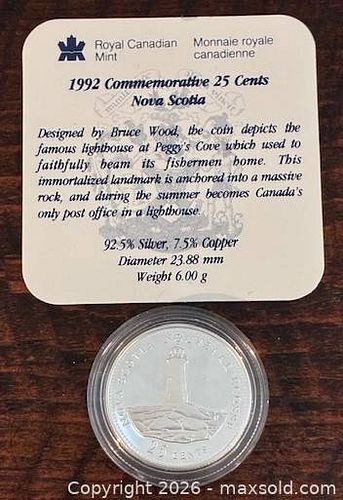 Royal Canadian Mint
Monnaie royale canadienne
1992 Commemorative 25 Cents
Nova Scotia
Designed by Bruce Wood, the coin depicts the
famous lighthouse at Peggy's Cove which used to
faithfully beam its fishermen home. This
immortalized landmark is anchored into a massive
rock, and during the summer becomes Canada's
only post office in a lighthouse.
92.5% Silver, 7.5% Copper
Diameter 23.88 mm
Weight 6.00 g
NOVA SCOTIA NOUVELLE-ÉCOSSE
25 CENTS
Copyright © 2026 - maxsold.com